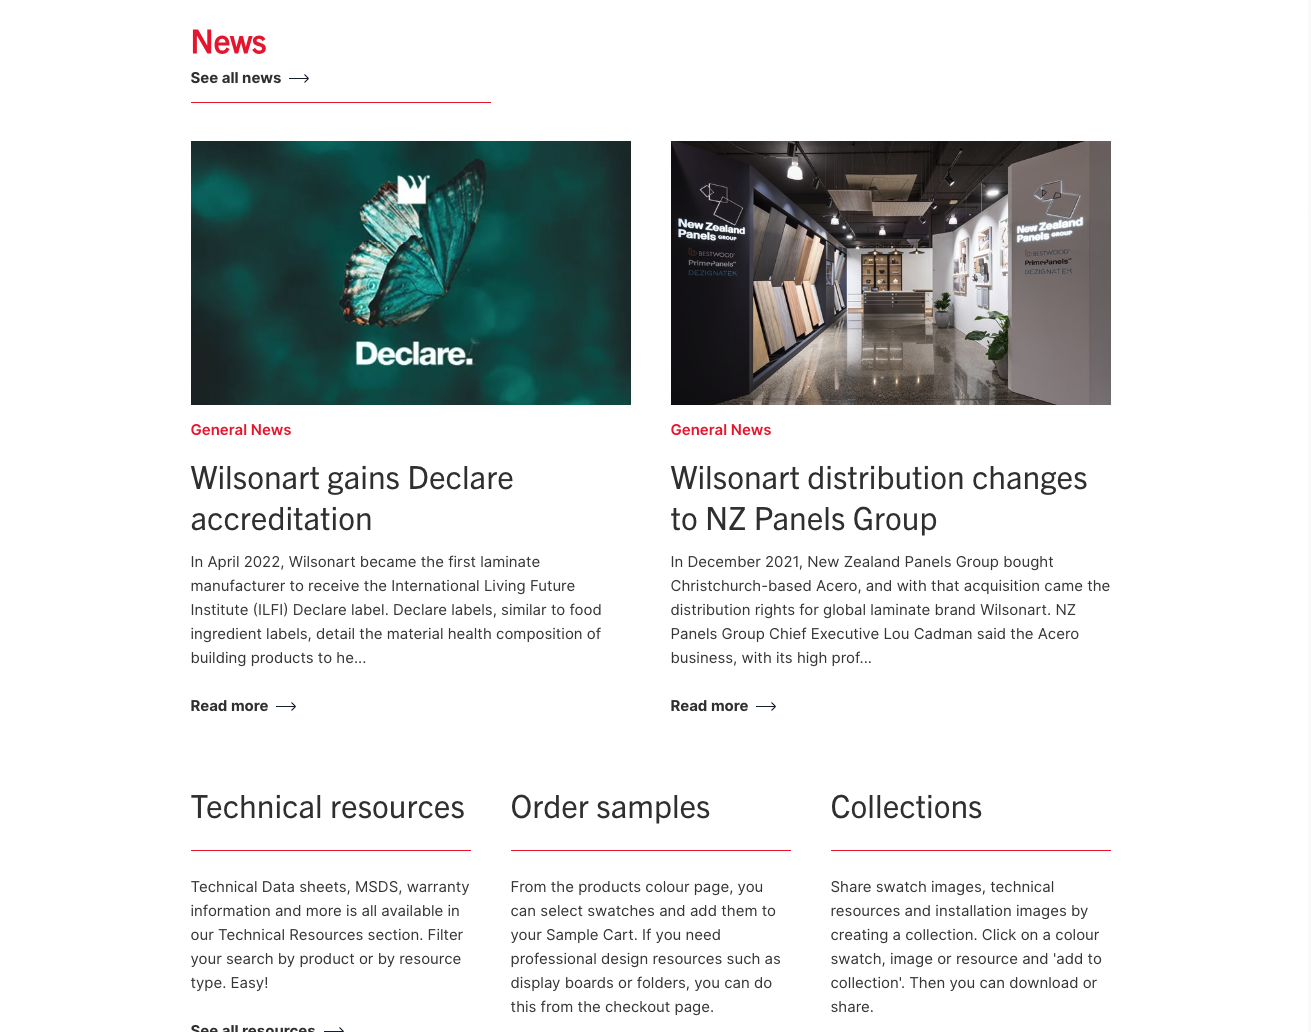 News
See all news
Declare.
New Zealand
Panels GROUP
BESTWOOD
PrimePanels
DEZIGNATEK
New Zealand
Panels GROUP
BESTWOOD
PrimePanels
DEZIGNATEK
General News
Wilsonart gains Declare
accreditation
In April 2022, Wilsonart became the first laminate
manufacturer to receive the International Living Future
Institute (ILFI) Declare label. Declare labels, similar to food
ingredient labels, detail the material health composition of
building products to he...
Read more
General News
Wilsonart distribution changes
to NZ Panels Group
In December 2021, New Zealand Panels Group bought
Christchurch-based Acero, and with that acquisition came the
distribution rights for global laminate brand Wilsonart. NZ
Panels Group Chief Executive Lou Cadman said the Acero
business, with its high prof...
Read more
Technical resources
Technical Data sheets, MSDS, warranty
information and more is all available in
our Technical Resources section. Filter
your search by product or by resource
type. Easy!
See all resources
Order samples
From the products colour page, you
can select swatches and add them to
your Sample Cart. If you need
professional design resources such as
display boards or folders, you can do
this from the checkout page.
Collections
Share swatch images, technical
resources and installation images by
creating a collection. Click on a colour
swatch, image or resource and 'add to
collection'. Then you can download or
share.